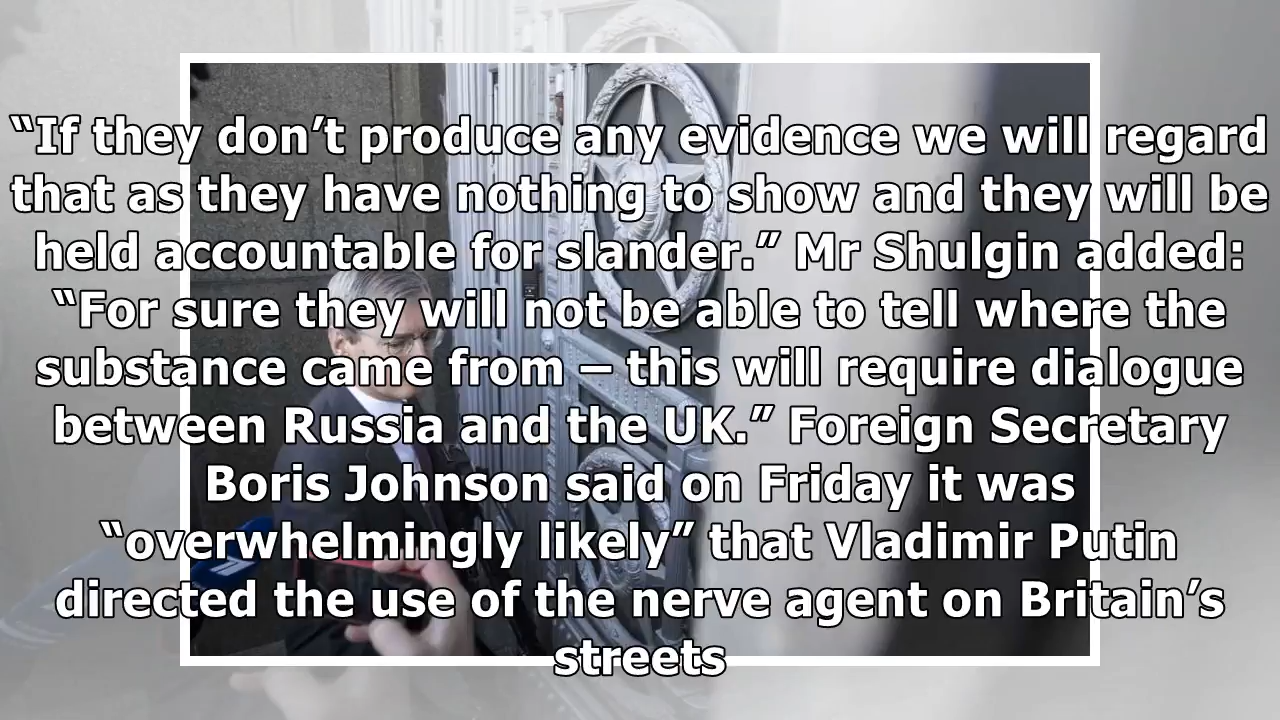 “If they don’t produce any evidence we will regard
that as they have nothing to show and they will be
held accountable for slander.” Mr Shulgin added:
“For sure they will not be able to tell where the
substance came from – this will require dialogue
between Russia and the UK.” Foreign Secretary
Boris Johnson said on Friday it was
“overwhelmingly likely” that Vladimir Putin
directed the use of the nerve agent on Britain’s
streets